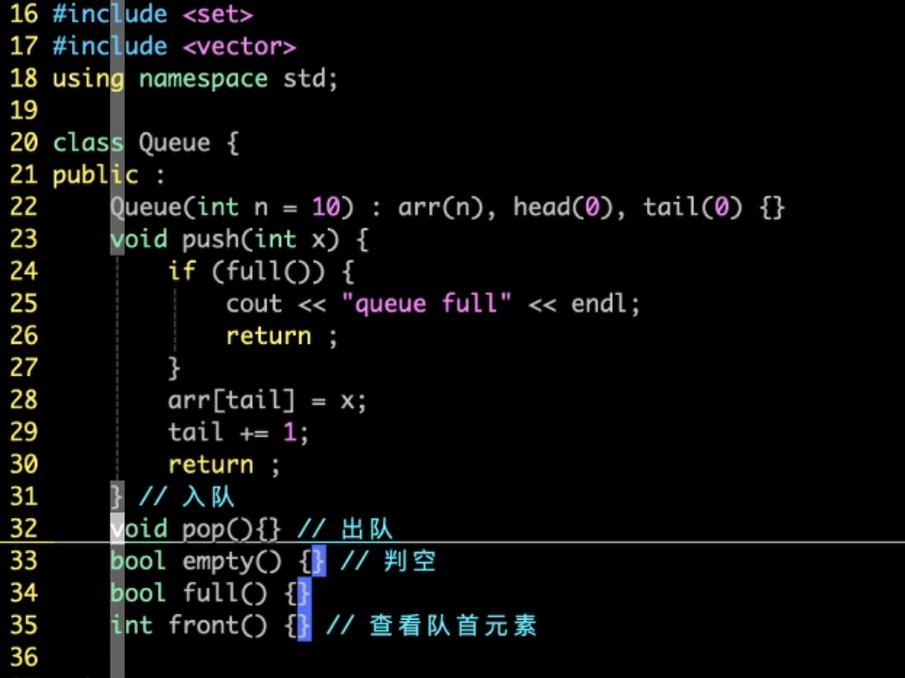 16 #include <set>
17 #include <vector>
18 using namespace std;
19
20 class Queue {
21 public :
22     Queue(int n = 10) : arr(n), head(0), tail(0) {}
23     void push(int x) {
24         if (full()) {
25             cout << "queue full" << endl;
26             return ;
27         }
28         arr[tail] = x;
29         tail += 1;
30         return ;
31     } // 入队
32     void pop(){} // 出队
33     bool empty() {} // 判空
34     bool full() {}
35     int front() {} // 查看队首元素
36